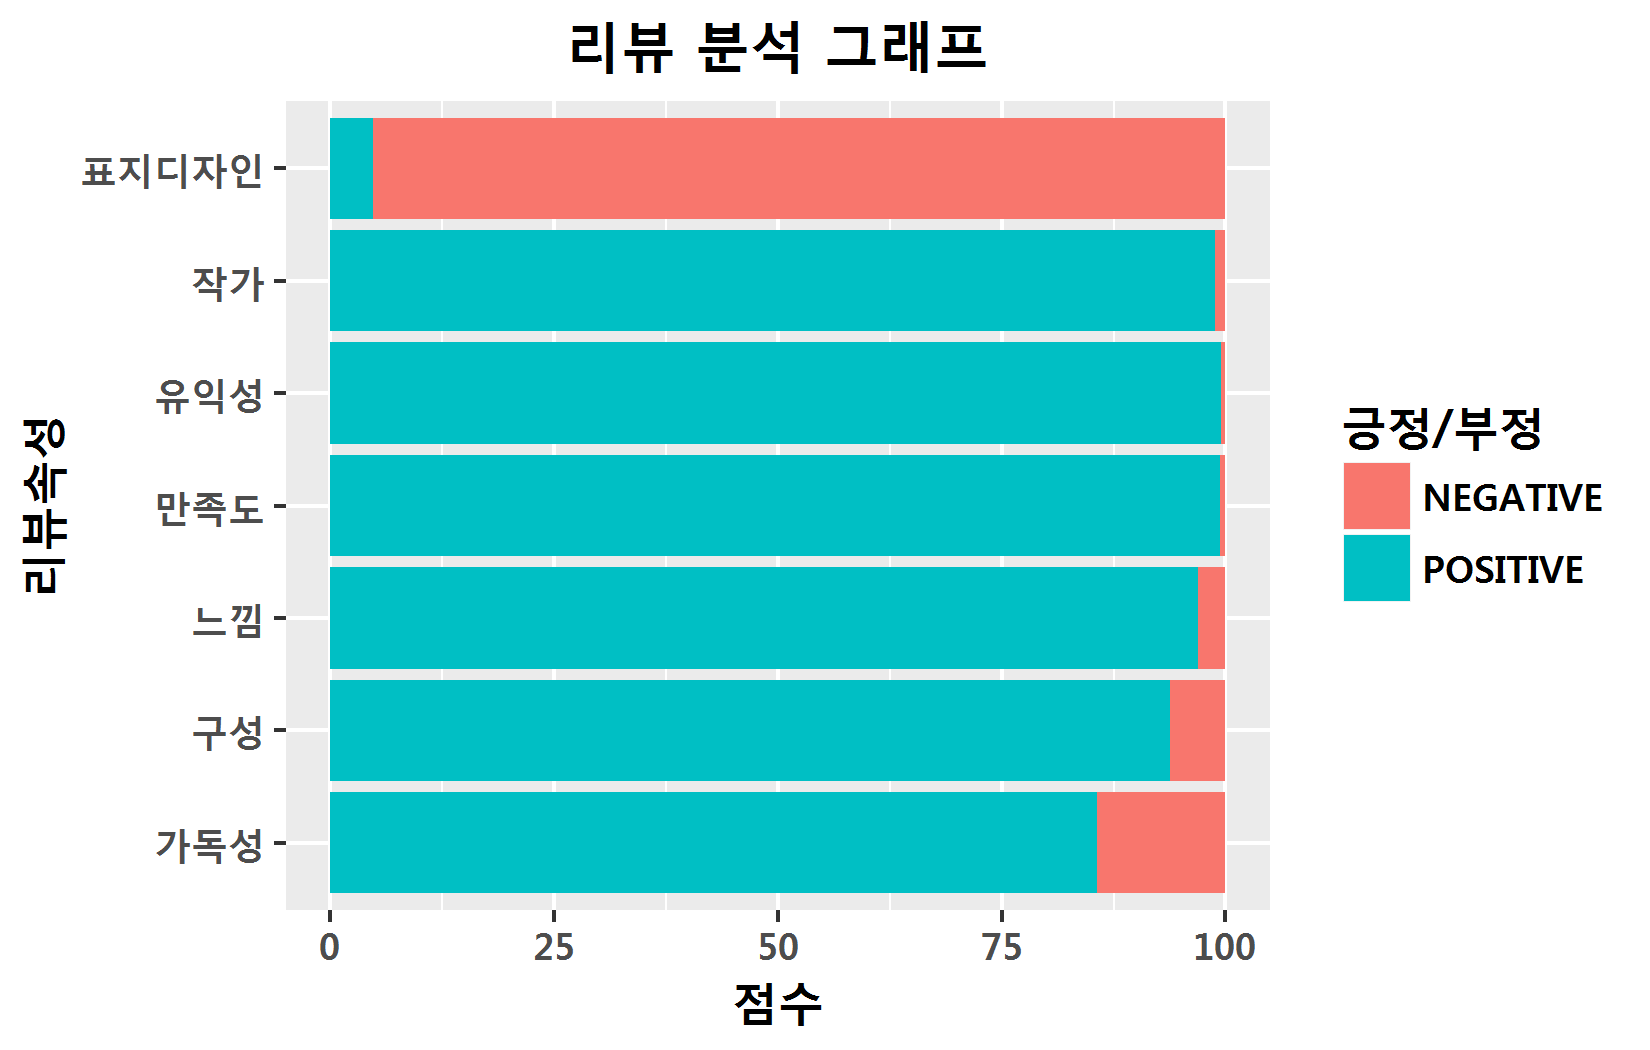 리뷰 분석 그래프
리뷰속성
표지디자인
작가
유익성
만족도
느낌
구성
가독성
0 25 50 75 100
점수
긍정/부정
NEGATIVE
POSITIVE